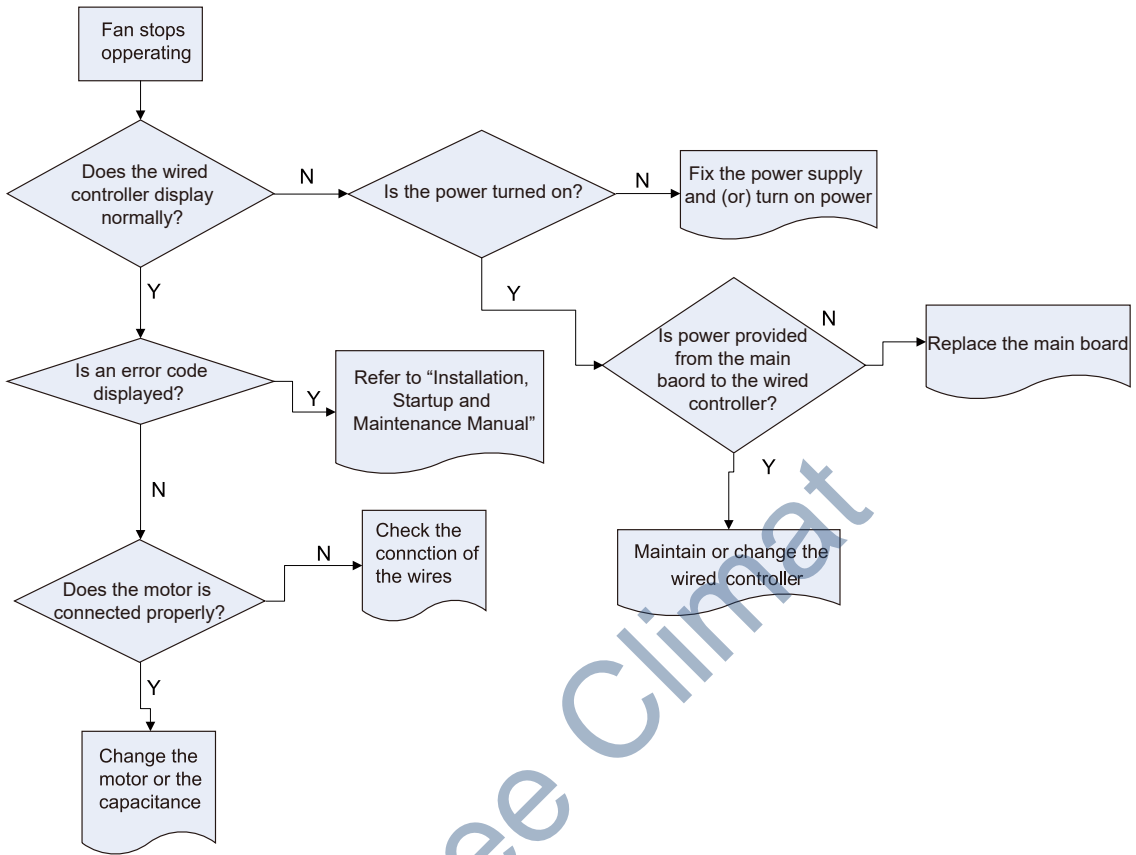 Fan stops
opperating
Does the wired
controller display
normally?
N
Is the power turned on?
N
Fix the power supply
and (or) turn on power
Y
Y
Is power provided
from the main
baord to the wired
controller?
N
Replace the main board
Is an error code
displayed?
Y
Refer to “Installation,
Startup and
Maintenance Manual”
N
Y
Maintain or change the
wired controller
Does the motor is
connected properly?
N
Check the
connction of
the wires
Y
Change the
motor or the
capacitance
ee Climat